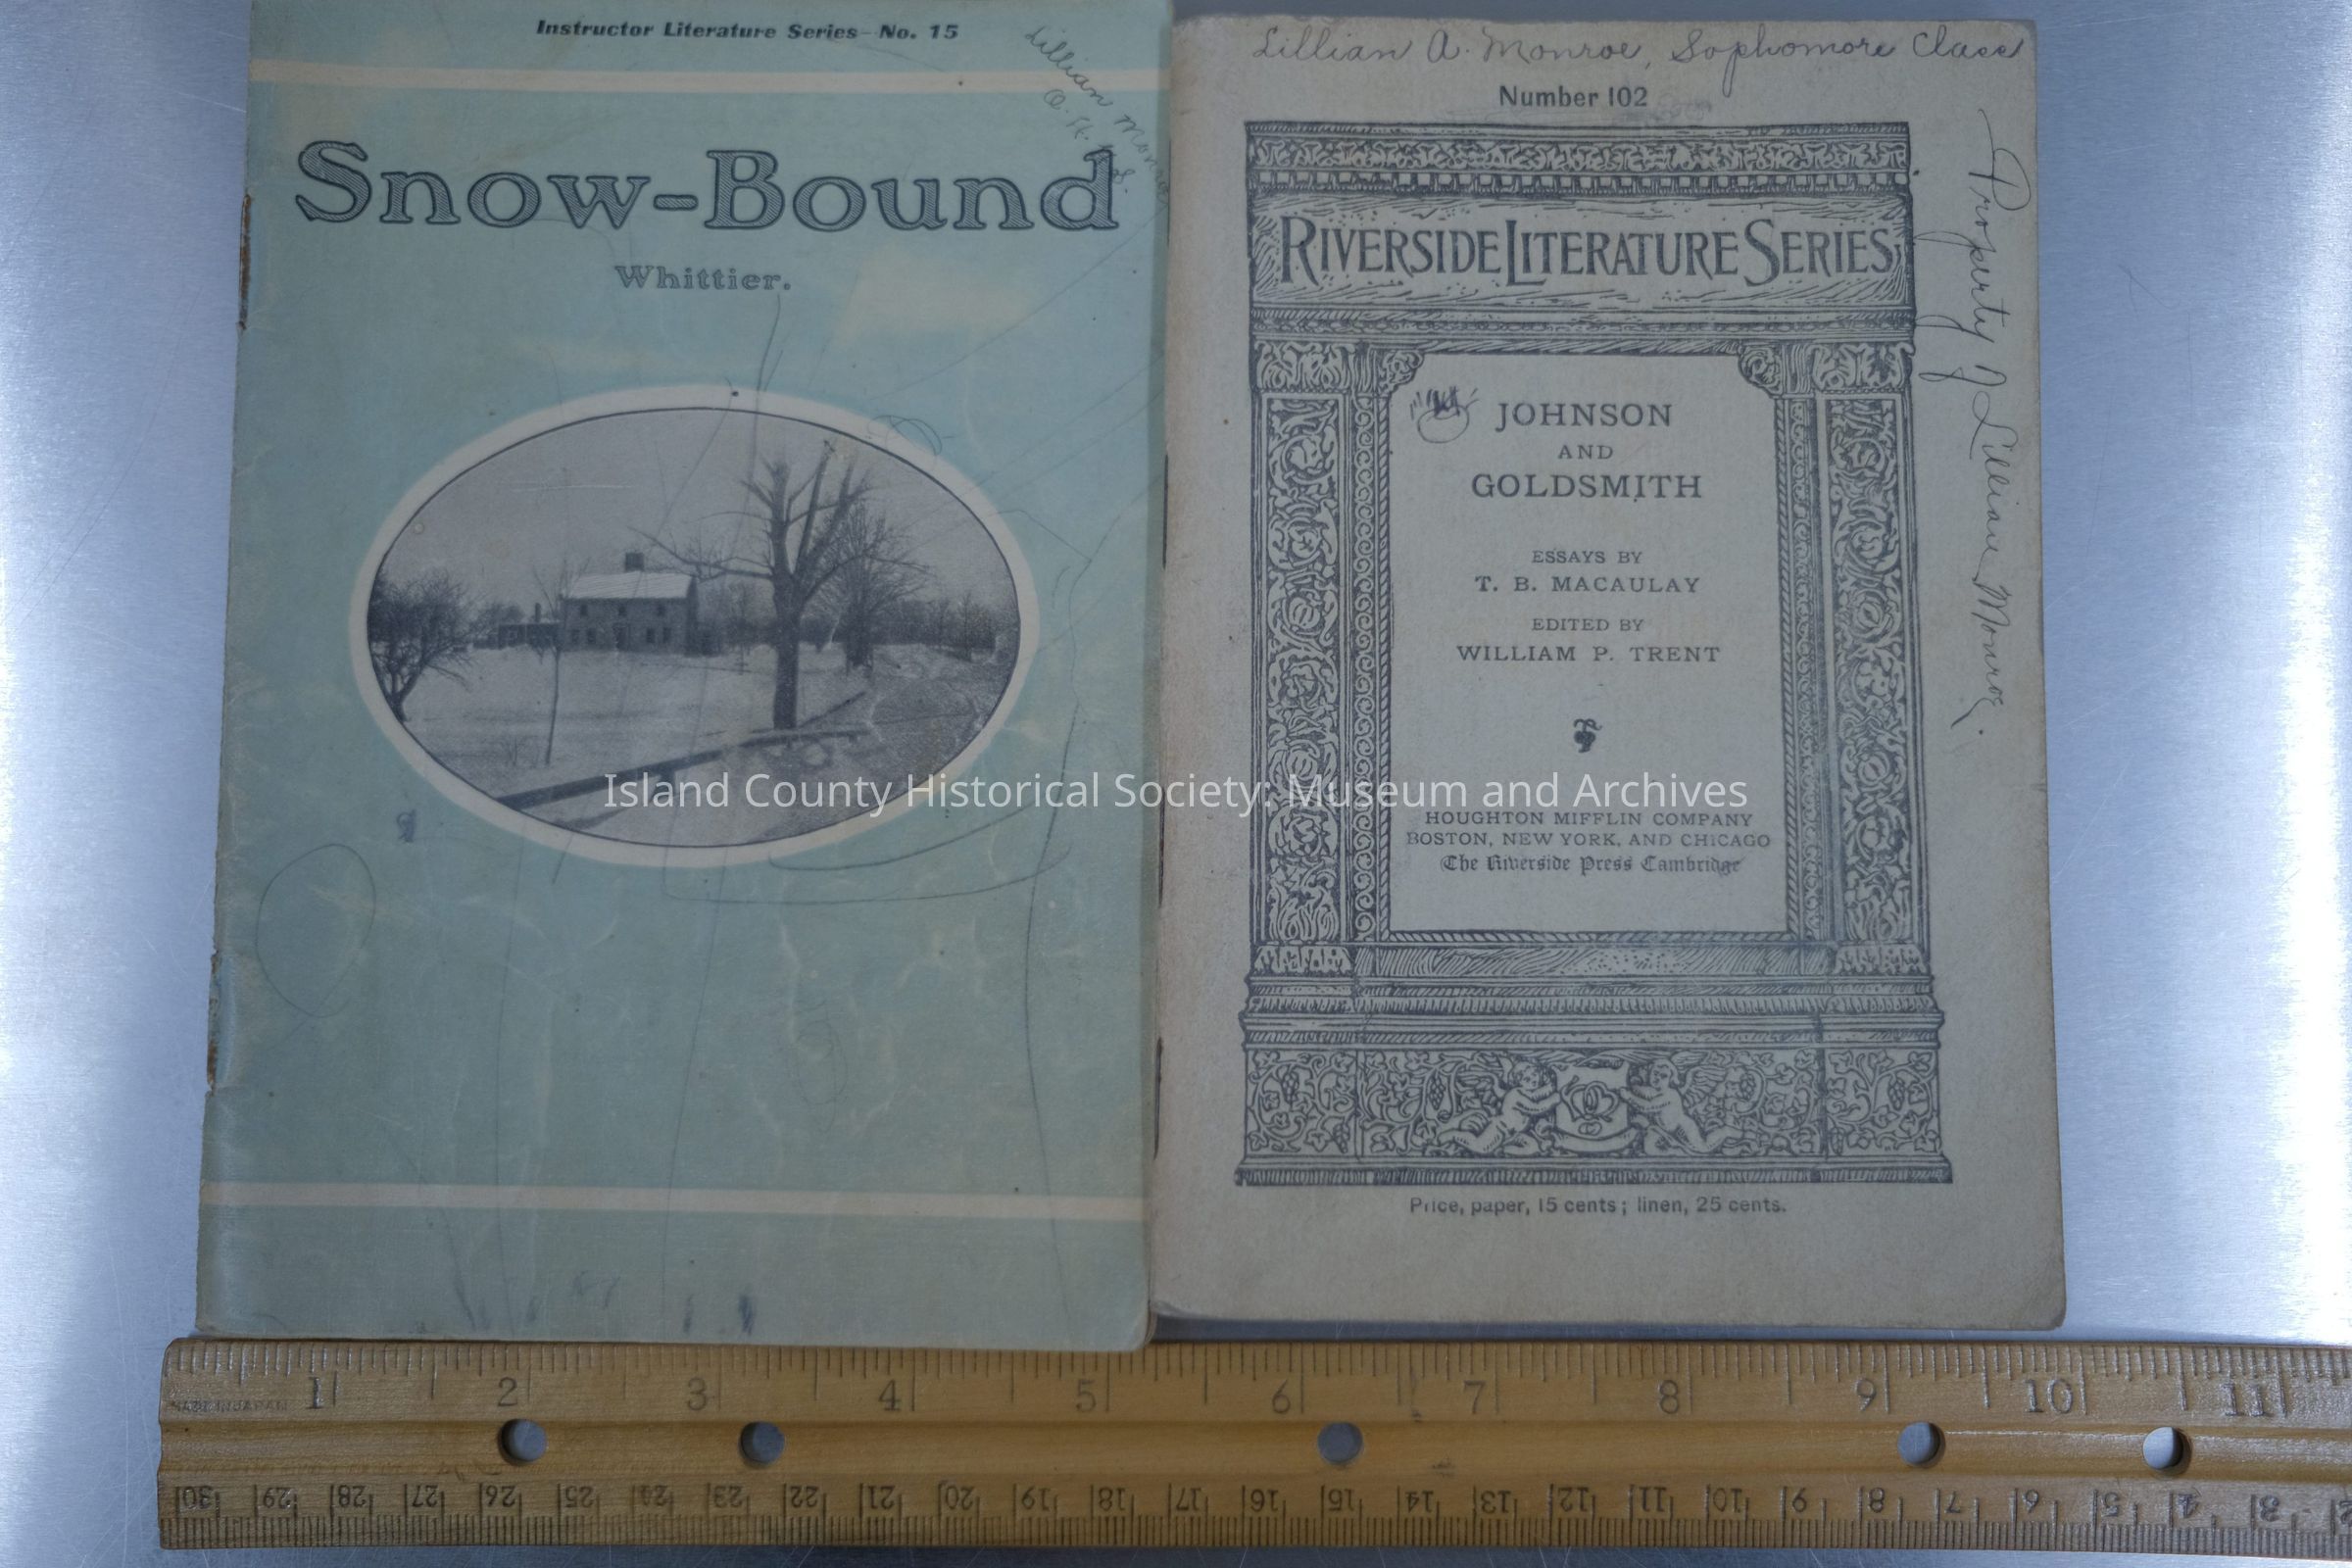 Instructor Literature Series—No. 15
Lillian Monroe
Snow-Bound
Whittier.
Lillian A. Monroe, Sophomore Class
Number 102
RIVERSIDE LITERATURE SERIES
JOHNSON
AND
GOLDSMITH
ESSAYS BY
T. B. MACAULAY
EDITED BY
WILLIAM P. TRENT
HOUGHTON MIFFLIN COMPANY
BOSTON, NEW YORK, AND CHICAGO
The Riverside Press Cambridge
Price, paper, 15 cents; linen, 25 cents.
Property of Lillian Monroe.
Island County Historical Society: Museum and Archives
1 2 3 4 5 6 7 8 9 10 11
MADE IN JAPAN
30 29 28 27 26 25 24 23 22 21 20 19 18 17 16 15 14 13 12 11 10 9 8 7 6 5 4 3 2